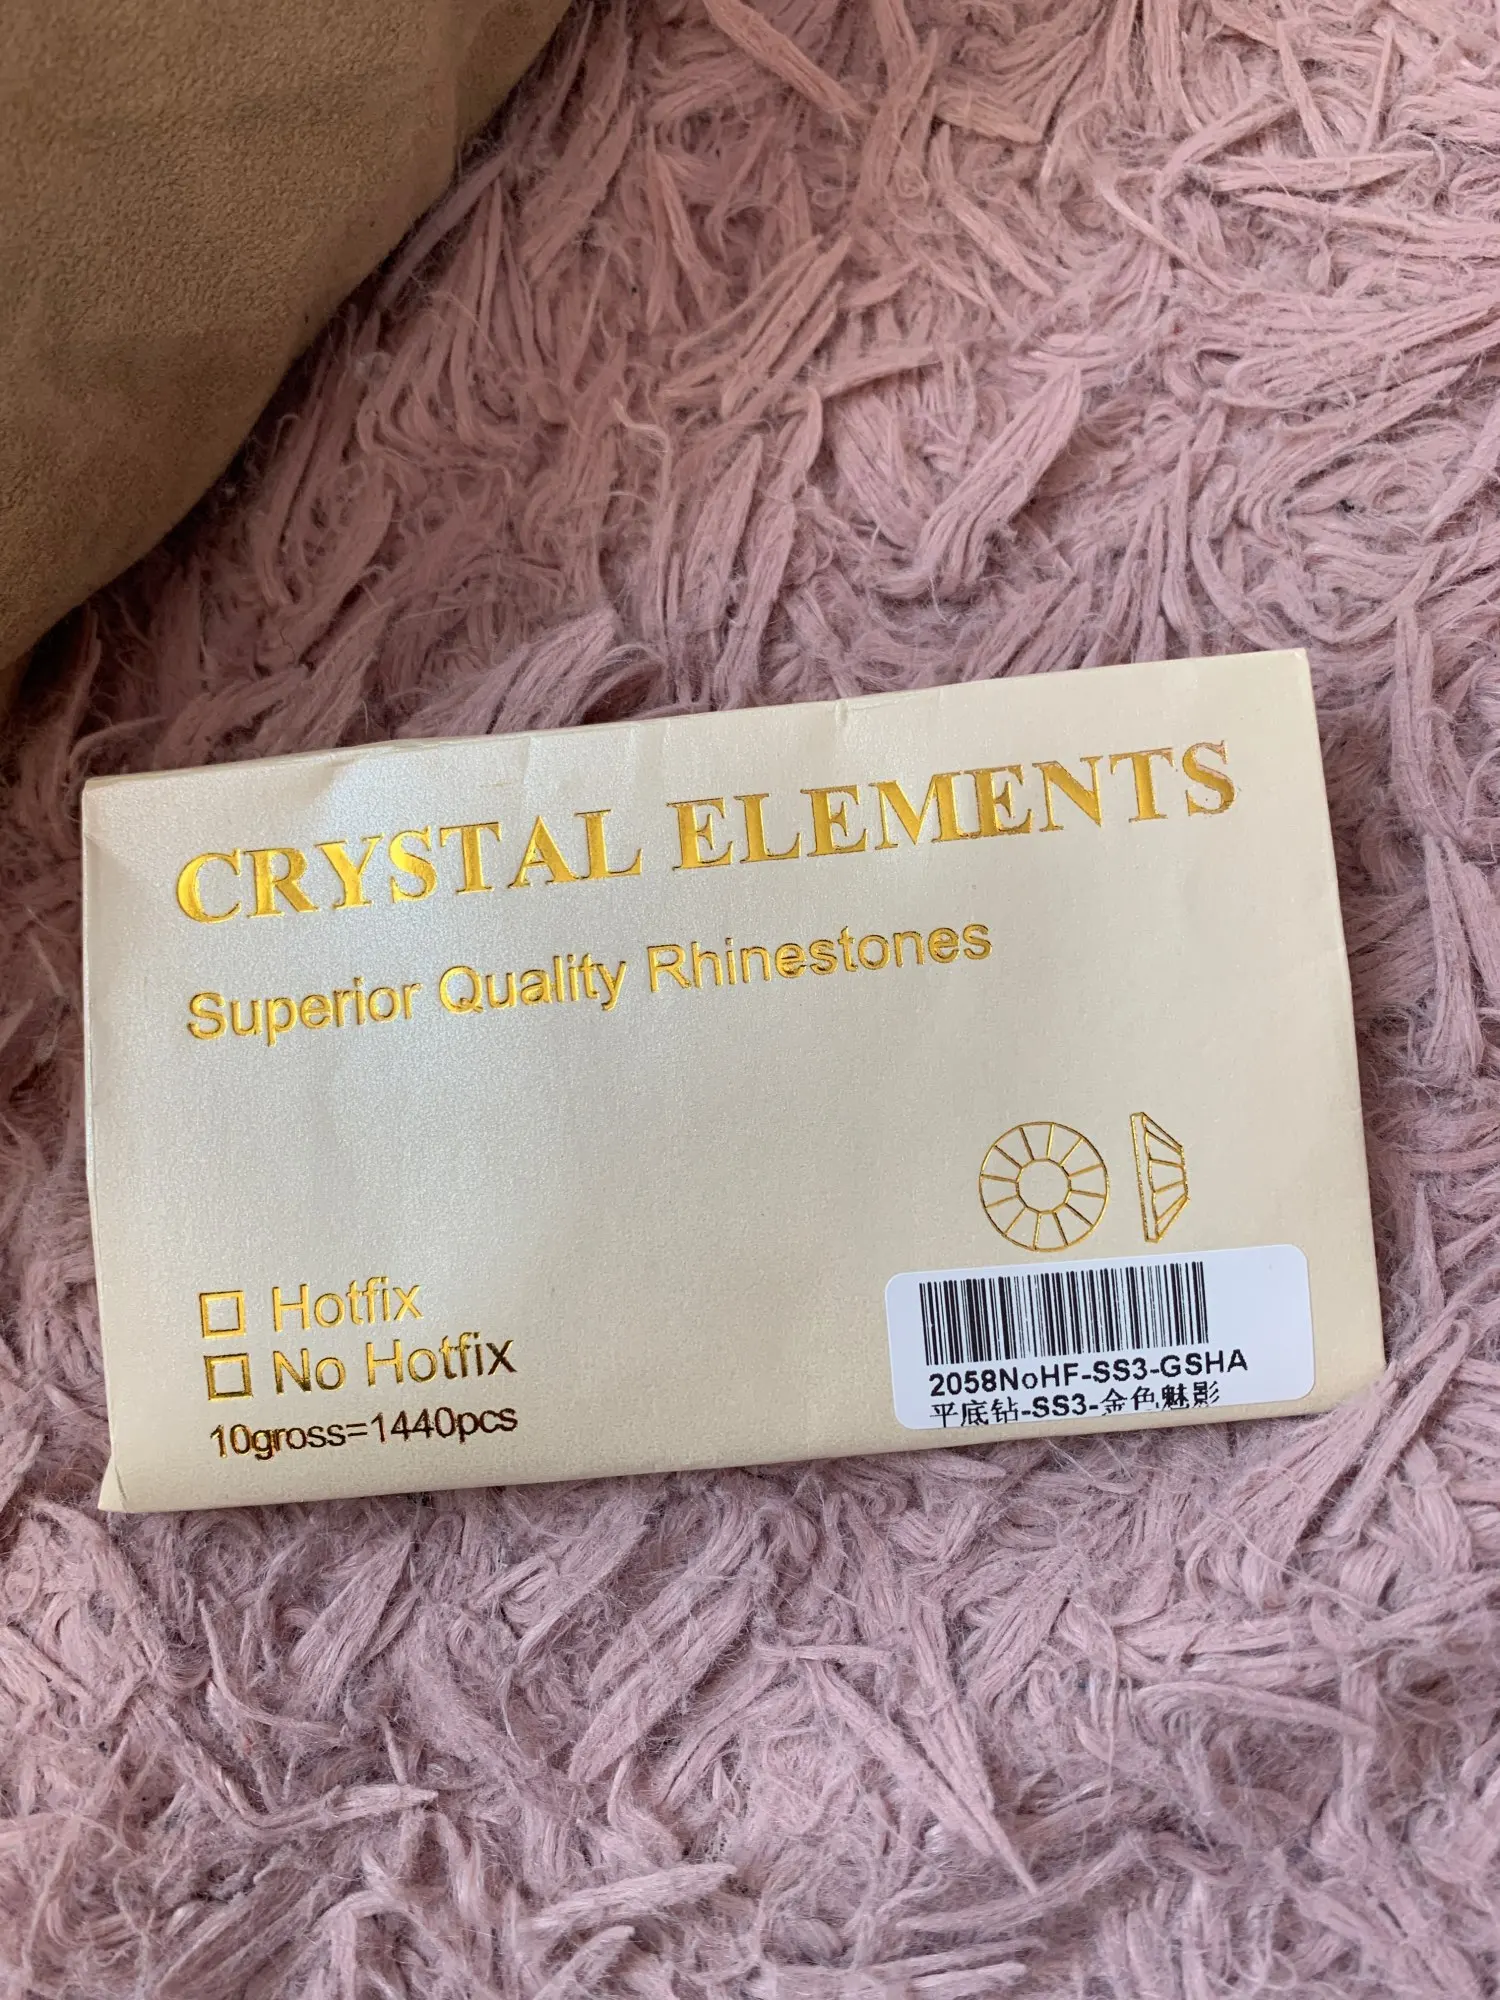 CRYSTAL ELEMENTS
Superior Quality Rhinestones
Hotfix
No Hotfix
10gross=1440pcs
2058NoHF-SS3-GSHA
平底钻-SS3-金色魅影